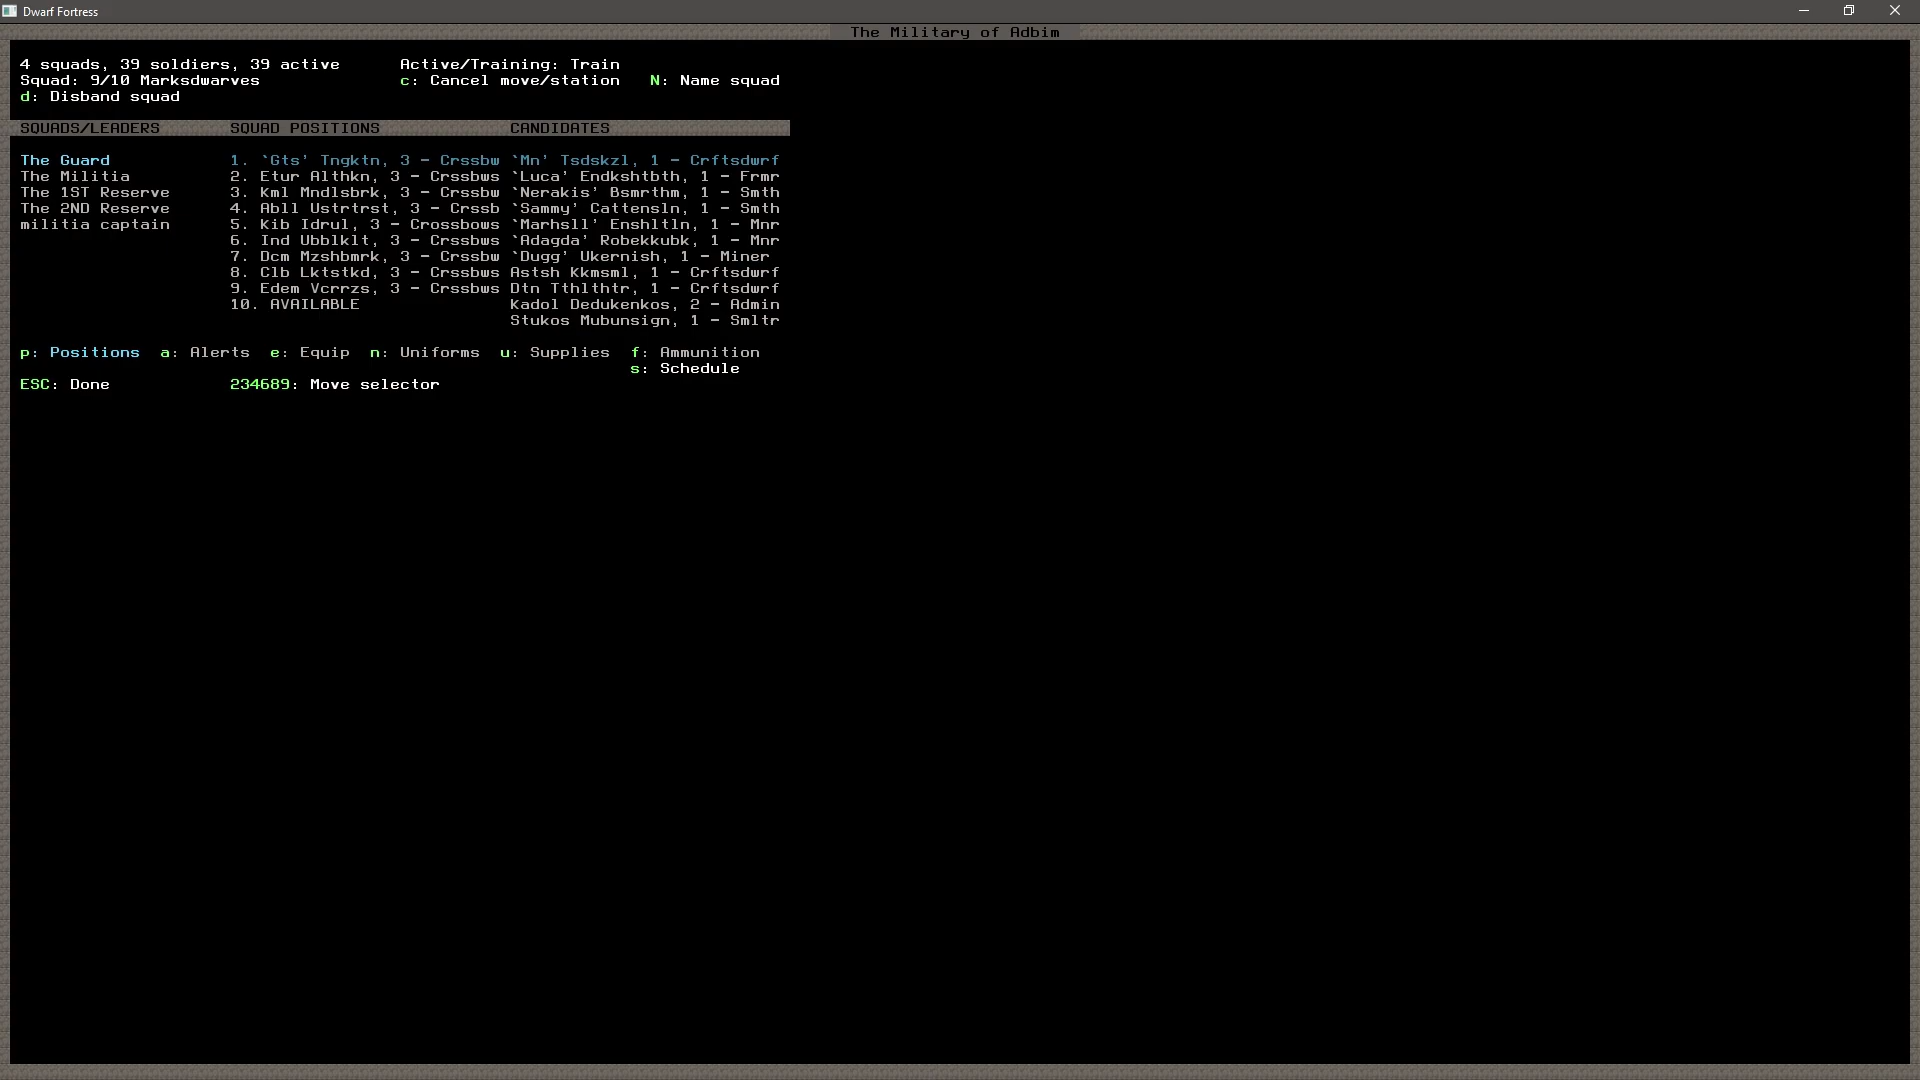 Dwarf Fortress
The Military of Adbim
4 squads, 39 soldiers, 39 active Active/Training: Train
Squad: 9/10 Marksdwarves c: Cancel move/station N: Name squad
d: Disband squad
SQUADS/LEADERS SQUAD POSITIONS CANDIDATES
The Guard 1. `Gts' Tngktn, 3 - Crssbw `Mn' Tsdskzl, 1 - Crftsdwrf
The Militia 2. Etur Althkn, 3 - Crssbws `Luca' Endkshtbth, 1 - Frmr
The 1ST Reserve 3. Kml Mndlsbrk, 3 - Crssbw `Nerakis' Bsmrthm, 1 - Smth
The 2ND Reserve 4. Abll Ustrtrst, 3 - Crssb `Sammy' Cattensln, 1 - Smth
militia captain 5. Kib Idrul, 3 - Crossbows `Marhsll' Enshltln, 1 - Mnr
6. Ind Ubblklt, 3 - Crssbws `Adagda' Robekkubk, 1 - Mnr
7. Dcm Mzshbmrk, 3 - Crssbw `Dugg' Ukernish, 1 - Miner
8. Clb Lktstkd, 3 - Crssbws Astsh Kkmsml, 1 - Crftsdwrf
9. Edem Vcrrzs, 3 - Crssbws Dtn Tthlthtr, 1 - Crftsdwrf
10. AVAILABLE Kadol Dedukenkos, 2 - Admin
Stukos Mubunsign, 1 - Smltr
p: Positions a: Alerts e: Equip n: Uniforms u: Supplies f: Ammunition
s: Schedule
ESC: Done 234689: Move selector